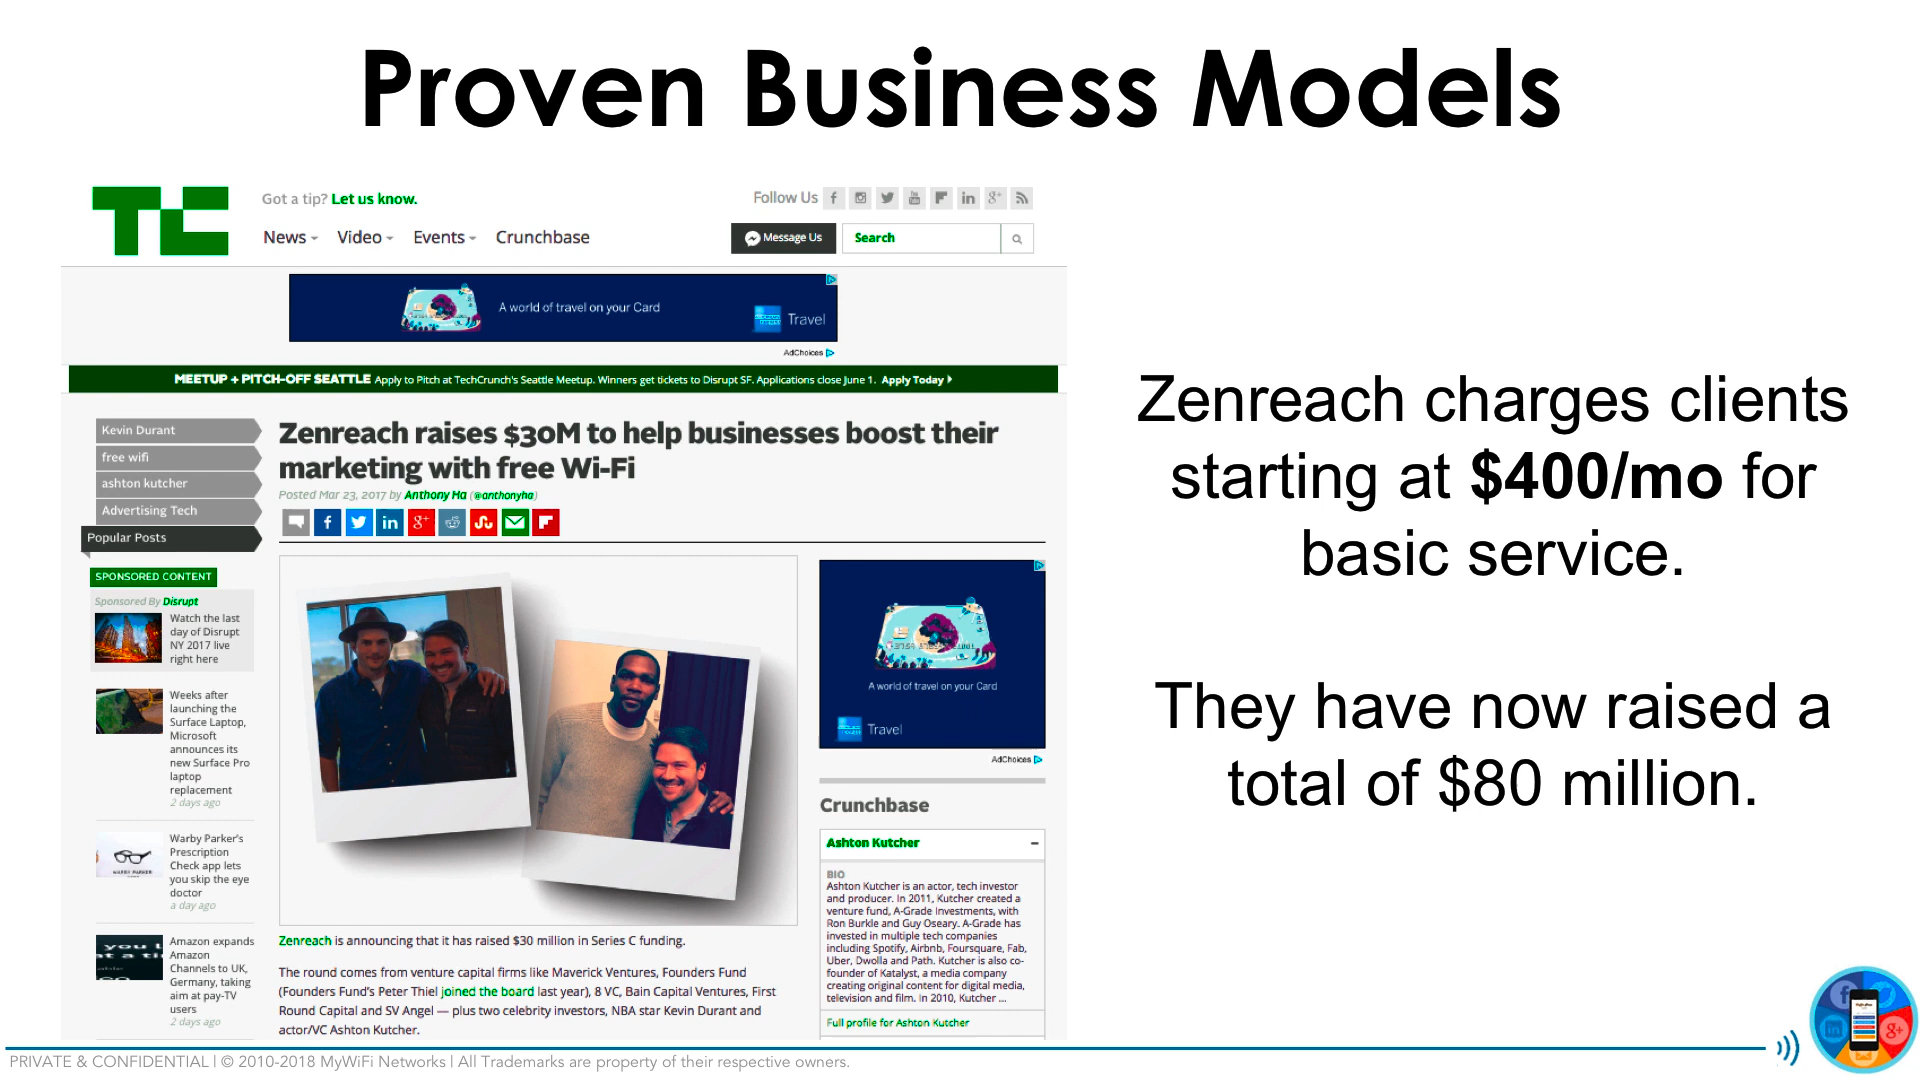 Proven Business Models
TC
Got a tip? Let us know.
Follow Us
News
Video
Events
Crunchbase
Message Us
Search
A world of travel on your Card
Travel
AdChoices
MEETUP + PITCH-OFF SEATTLE Apply to Pitch at TechCrunch's Seattle Meetup. Winners get tickets to Disrupt SF. Applications close June 1. Apply Today
Kevin Durant
free wifi
ashton kutcher
Advertising Tech
Popular Posts
SPONSORED CONTENT
Sponsored By Disrupt
Watch the last
day of Disrupt
NY 2017 live
right here
Weeks after
launching the
Surface Laptop,
Microsoft
announces its
new Surface Pro
laptop
replacement
2 days ago
Warby Parker's
Prescription
Check app lets
you skip the eye
doctor
a day ago
Amazon expands
Amazon
Channels to UK,
Germany, taking
aim at pay-TV
users
2 days ago
Zenreach raises $30M to help businesses boost their
marketing with free Wi-Fi
Posted Mar 23, 2017 by Anthony Ha (@anthonyha)
Zenreach is announcing that it has raised $30 million in Series C funding.
The round comes from venture capital firms like Maverick Ventures, Founders Fund
(Founders Fund's Peter Thiel joined the board last year), 8 VC, Bain Capital Ventures, First
Round Capital and SV Angel — plus two celebrity investors, NBA star Kevin Durant and
actor/VC Ashton Kutcher.
A world of travel on your Card
Travel
AdChoices
Crunchbase
Ashton Kutcher
BIO
Ashton Kutcher is an actor, tech investor
and producer. In 2011, Kutcher created a
venture fund, A-Grade Investments, with
Ron Burkle and Guy Oseary. A-Grade has
invested in multiple tech companies
including Spotify, Airbnb, Foursquare, Fab,
Uber, Dwolla and Path. Kutcher is also co-
founder of Katalyst, a media company
creating original content for digital media,
television and film. In 2010, Kutcher ...
Full profile for Ashton Kutcher
Zenreach charges clients
starting at $400/mo for
basic service.
They have now raised a
total of $80 million.
PRIVATE & CONFIDENTIAL | © 2010-2018 MyWiFi Networks | All Trademarks are property of their respective owners.